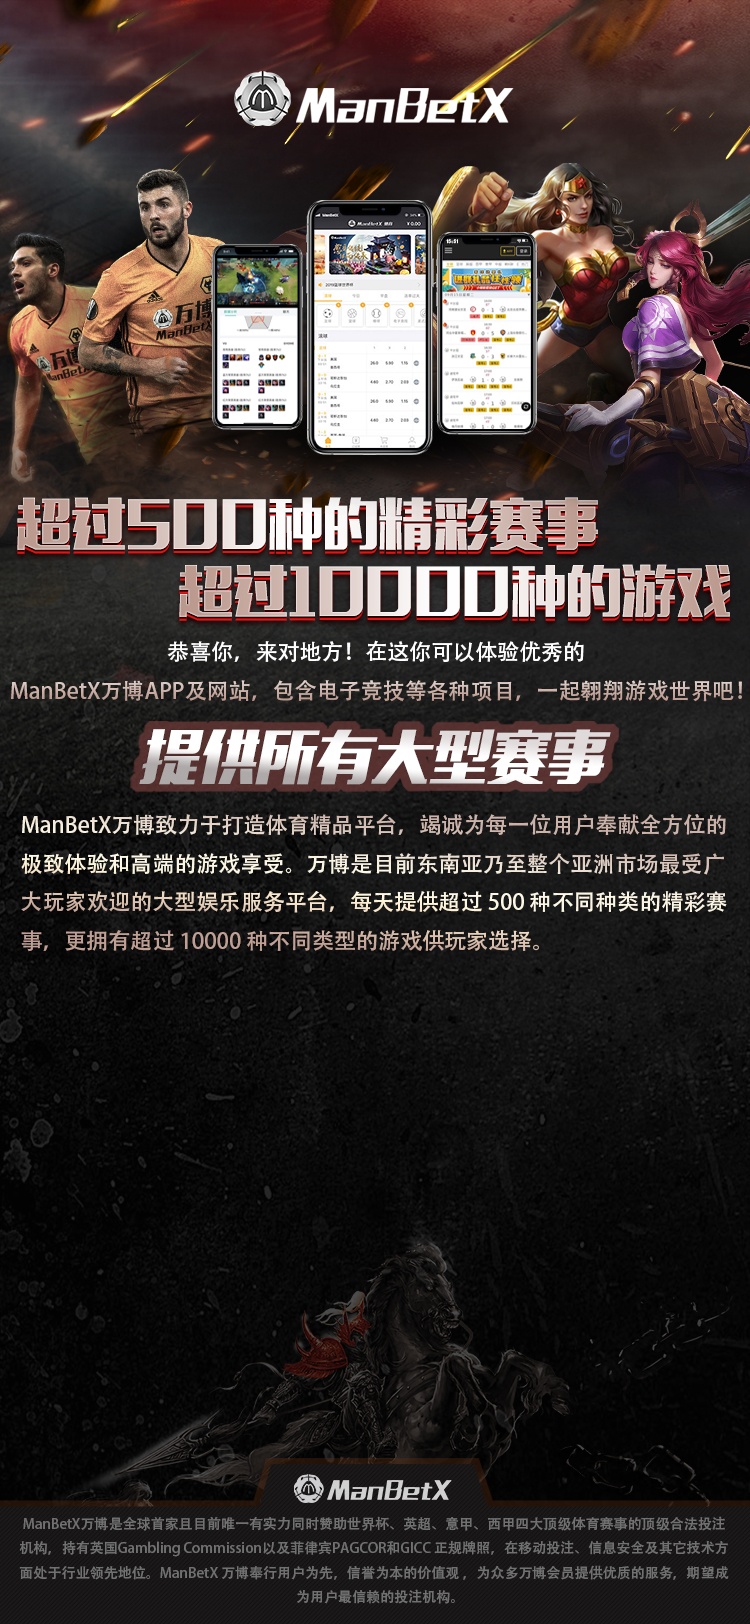 ManBetX
万博
ManBetX
超过500种的精彩赛事
超过10000种的游戏
恭喜你，来对地方！在这你可以体验优秀的
ManBetX万博APP及网站，包含电子竞技等各种项目，一起翱翔游戏世界吧！
提供所有大型赛事
ManBetX万博致力于打造体育精品平台，竭诚为每一位用户奉献全方位的
极致体验和高端的游戏享受。万博是目前东南亚乃至整个亚洲市场最受广
大玩家欢迎的大型娱乐服务平台，每天提供超过 500 种不同种类的精彩赛
事，更拥有超过 10000 种不同类型的游戏供玩家选择。
ManBetX
ManBetX万博是全球首家且目前唯一有实力同时赞助世界杯、英超、意甲、西甲四大顶级体育赛事的顶级合法投注
机构，持有英国Gambling Commission以及菲律宾PAGCOR和GICC 正规牌照，在移动投注、信息安全及其它技术方
面处于行业领先地位。ManBetX 万博奉行用户为先，信誉为本的价值观 ，为众多万博会员提供优质的服务，期望成
为用户最信赖的投注机构。